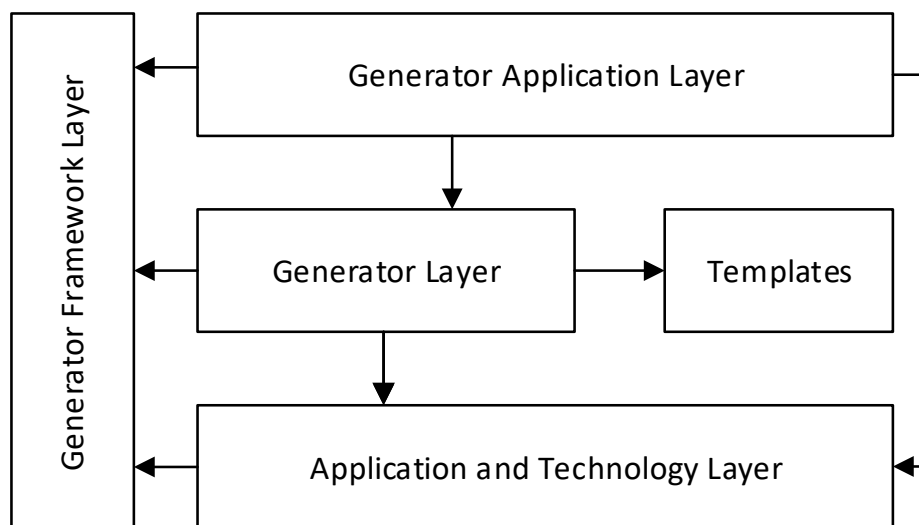 Generator Framework Layer
Generator Application Layer
Generator Layer
Templates
Application and Technology Layer